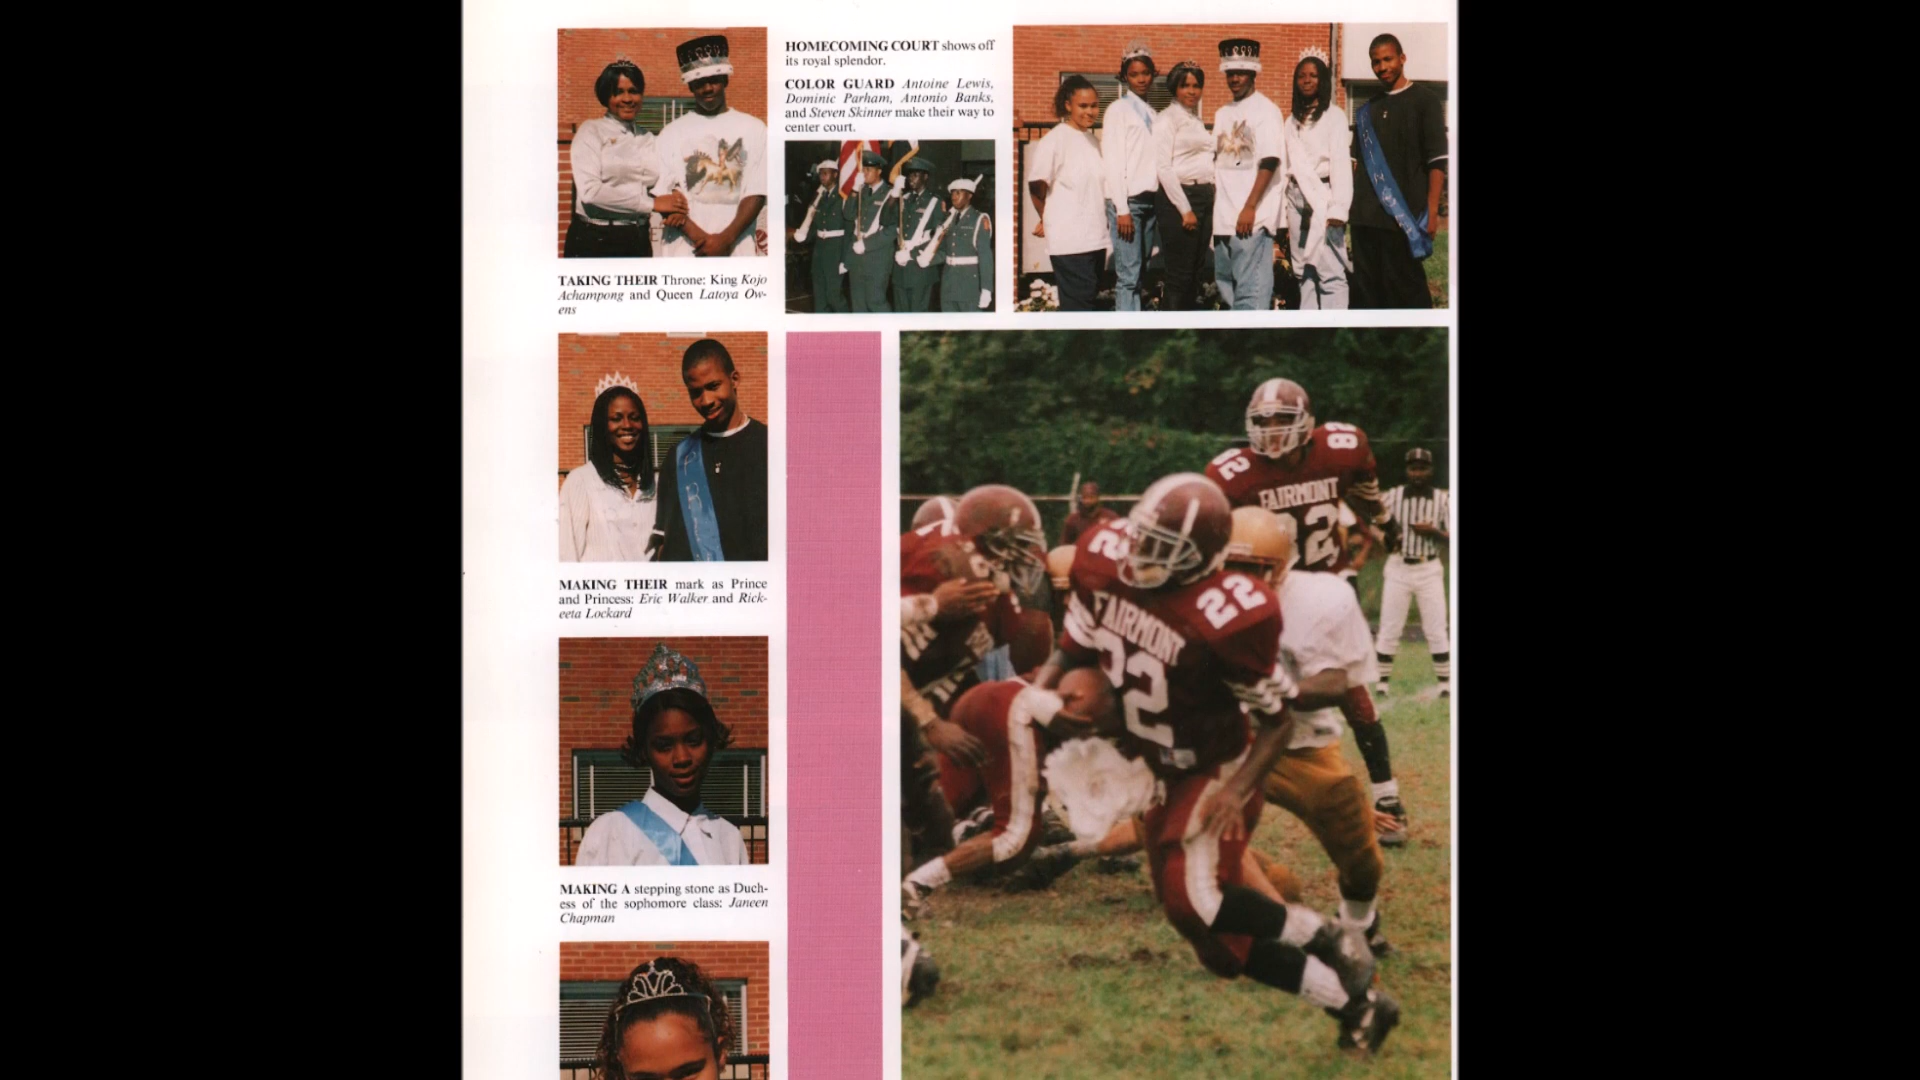 HOMECOMING COURT shows off
its royal splendor.
COLOR GUARD Antoine Lewis,
Dominic Parham, Antonio Banks,
and Steven Skinner make their way to
center court.
TAKING THEIR Throne: King Kojo
Achampong and Queen Latoya Ow-
ens
MAKING THEIR mark as Prince
and Princess: Eric Walker and Rick-
eeta Lockard
MAKING A stepping stone as Duch-
ess of the sophomore class: Janeen
Chapman
82
FAIRMONT
22
FAIRMONT
22